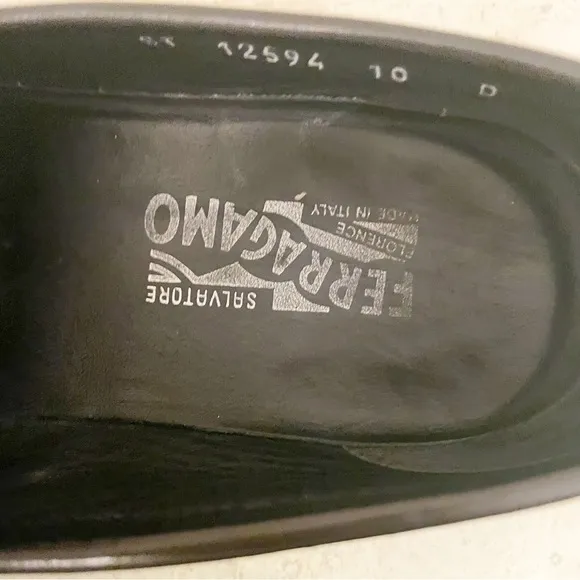 12594 10 D
SALVATORE
FERRAGAMO
FLORENCE
MADE IN ITALY